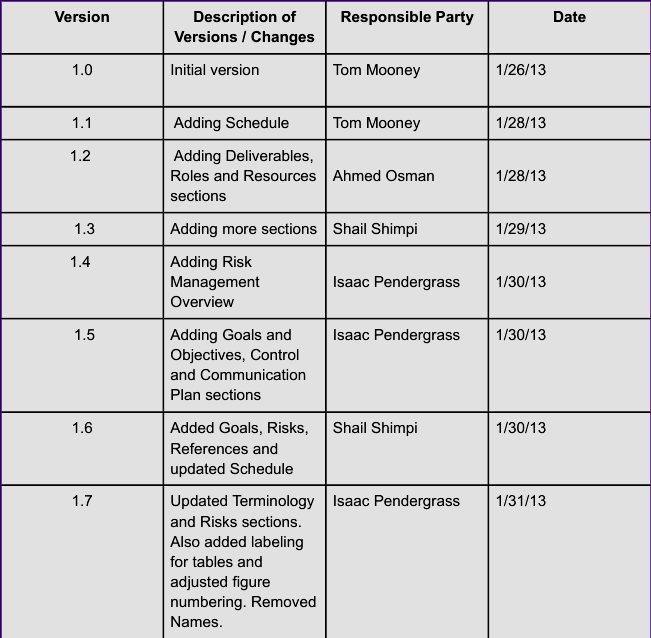 Version
Description of
Versions / Changes
Responsible Party
Date
1.0
Initial version
Tom Mooney
1/26/13
1.1
Adding Schedule
Tom Mooney
1/28/13
1.2
Adding Deliverables,
Roles and Resources
sections
Ahmed Osman
1/28/13
1.3
Adding more sections
Shail Shimpi
1/29/13
1.4
Adding Risk
Management
Overview
Isaac Pendergrass
1/30/13
1.5
Adding Goals and
Objectives, Control
and Communication
Plan sections
Isaac Pendergrass
1/30/13
1.6
Added Goals, Risks,
References and
updated Schedule
Shail Shimpi
1/30/13
1.7
Updated Terminology
and Risks sections.
Also added labeling
for tables and
adjusted figure
numbering. Removed
Names.
Isaac Pendergrass
1/31/13